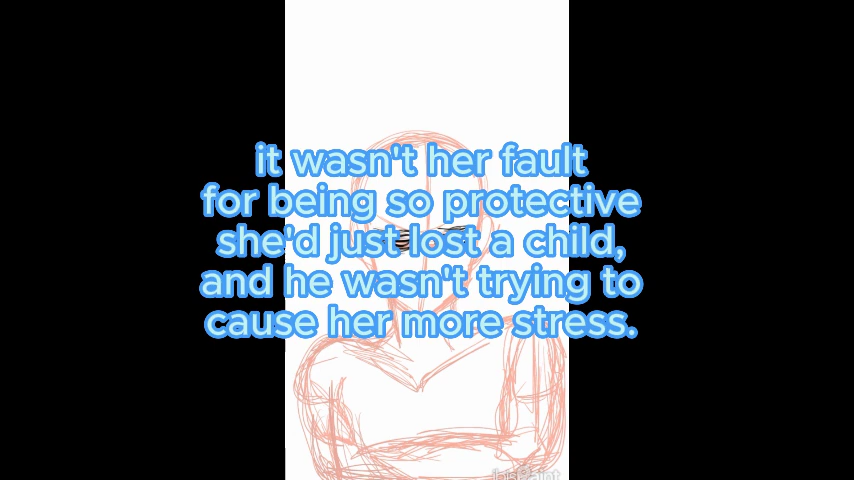 it wasn't her fault
for being so protective
she'd just lost a child,
and he wasn't trying to
cause her more stress.
ibisPaint